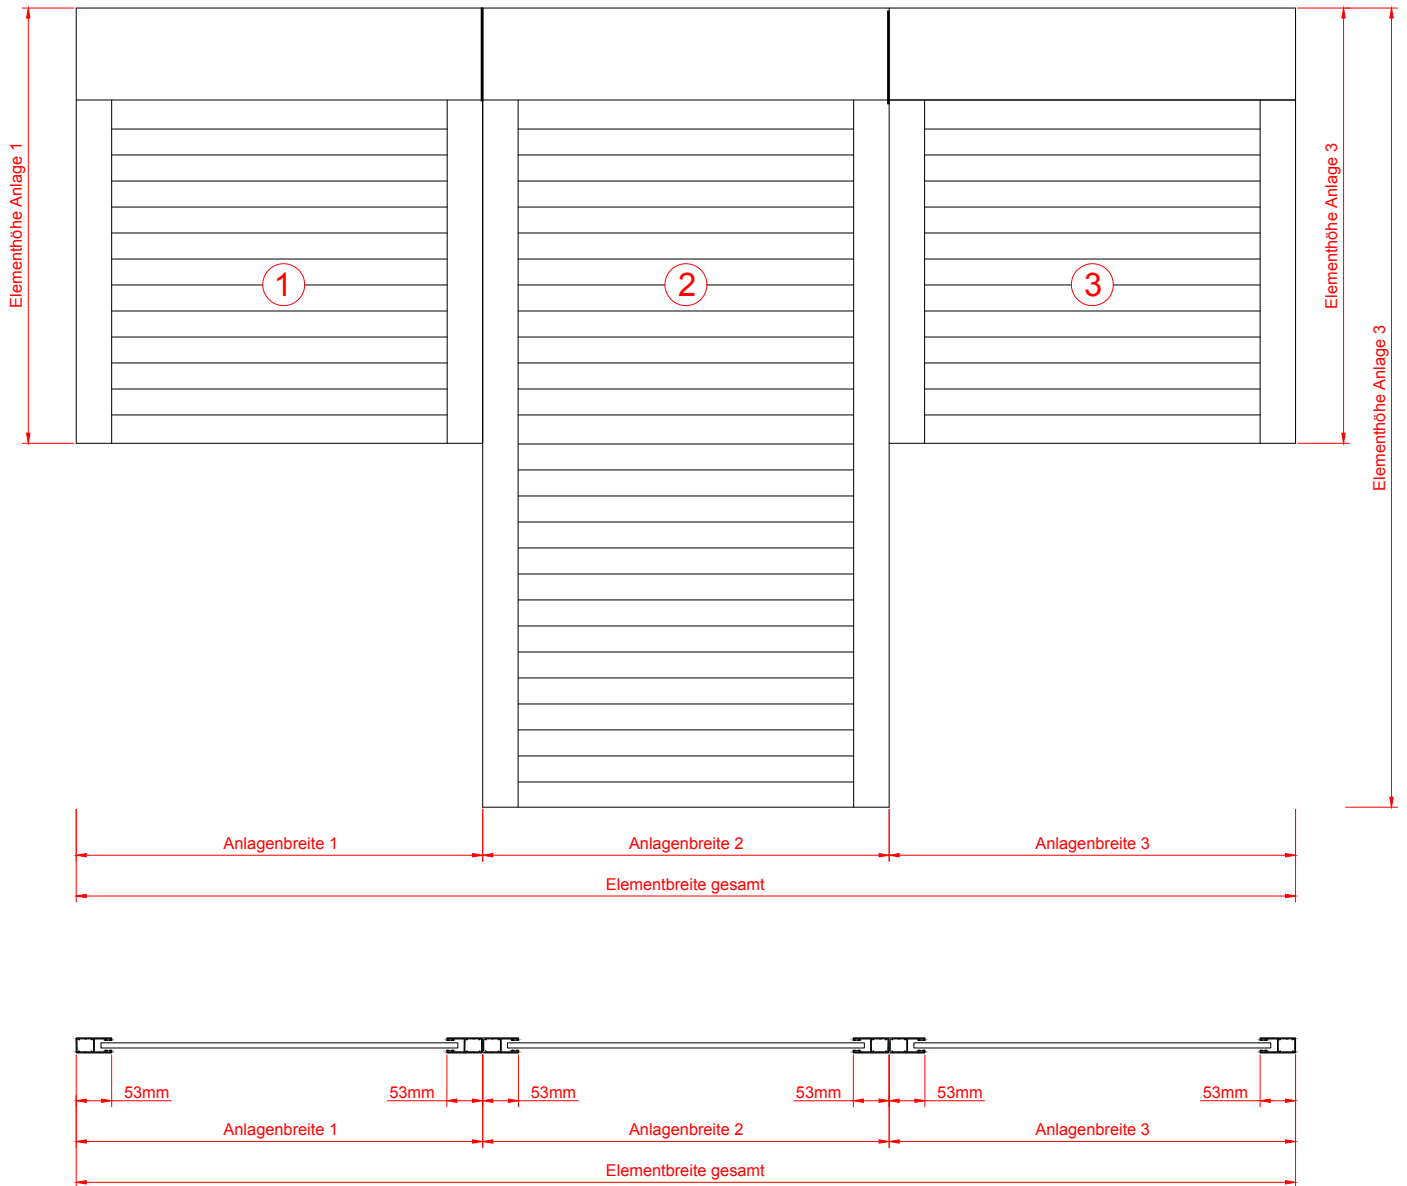 Elementhöhe Anlage 1
1
2
3
Elementhöhe Anlage 3
Elementhöhe Anlage 3
Anlagenbreite 1
Anlagenbreite 2
Anlagenbreite 3
Elementbreite gesamt
53mm
53mm
53mm
53mm
53mm
53mm
Anlagenbreite 1
Anlagenbreite 2
Anlagenbreite 3
Elementbreite gesamt